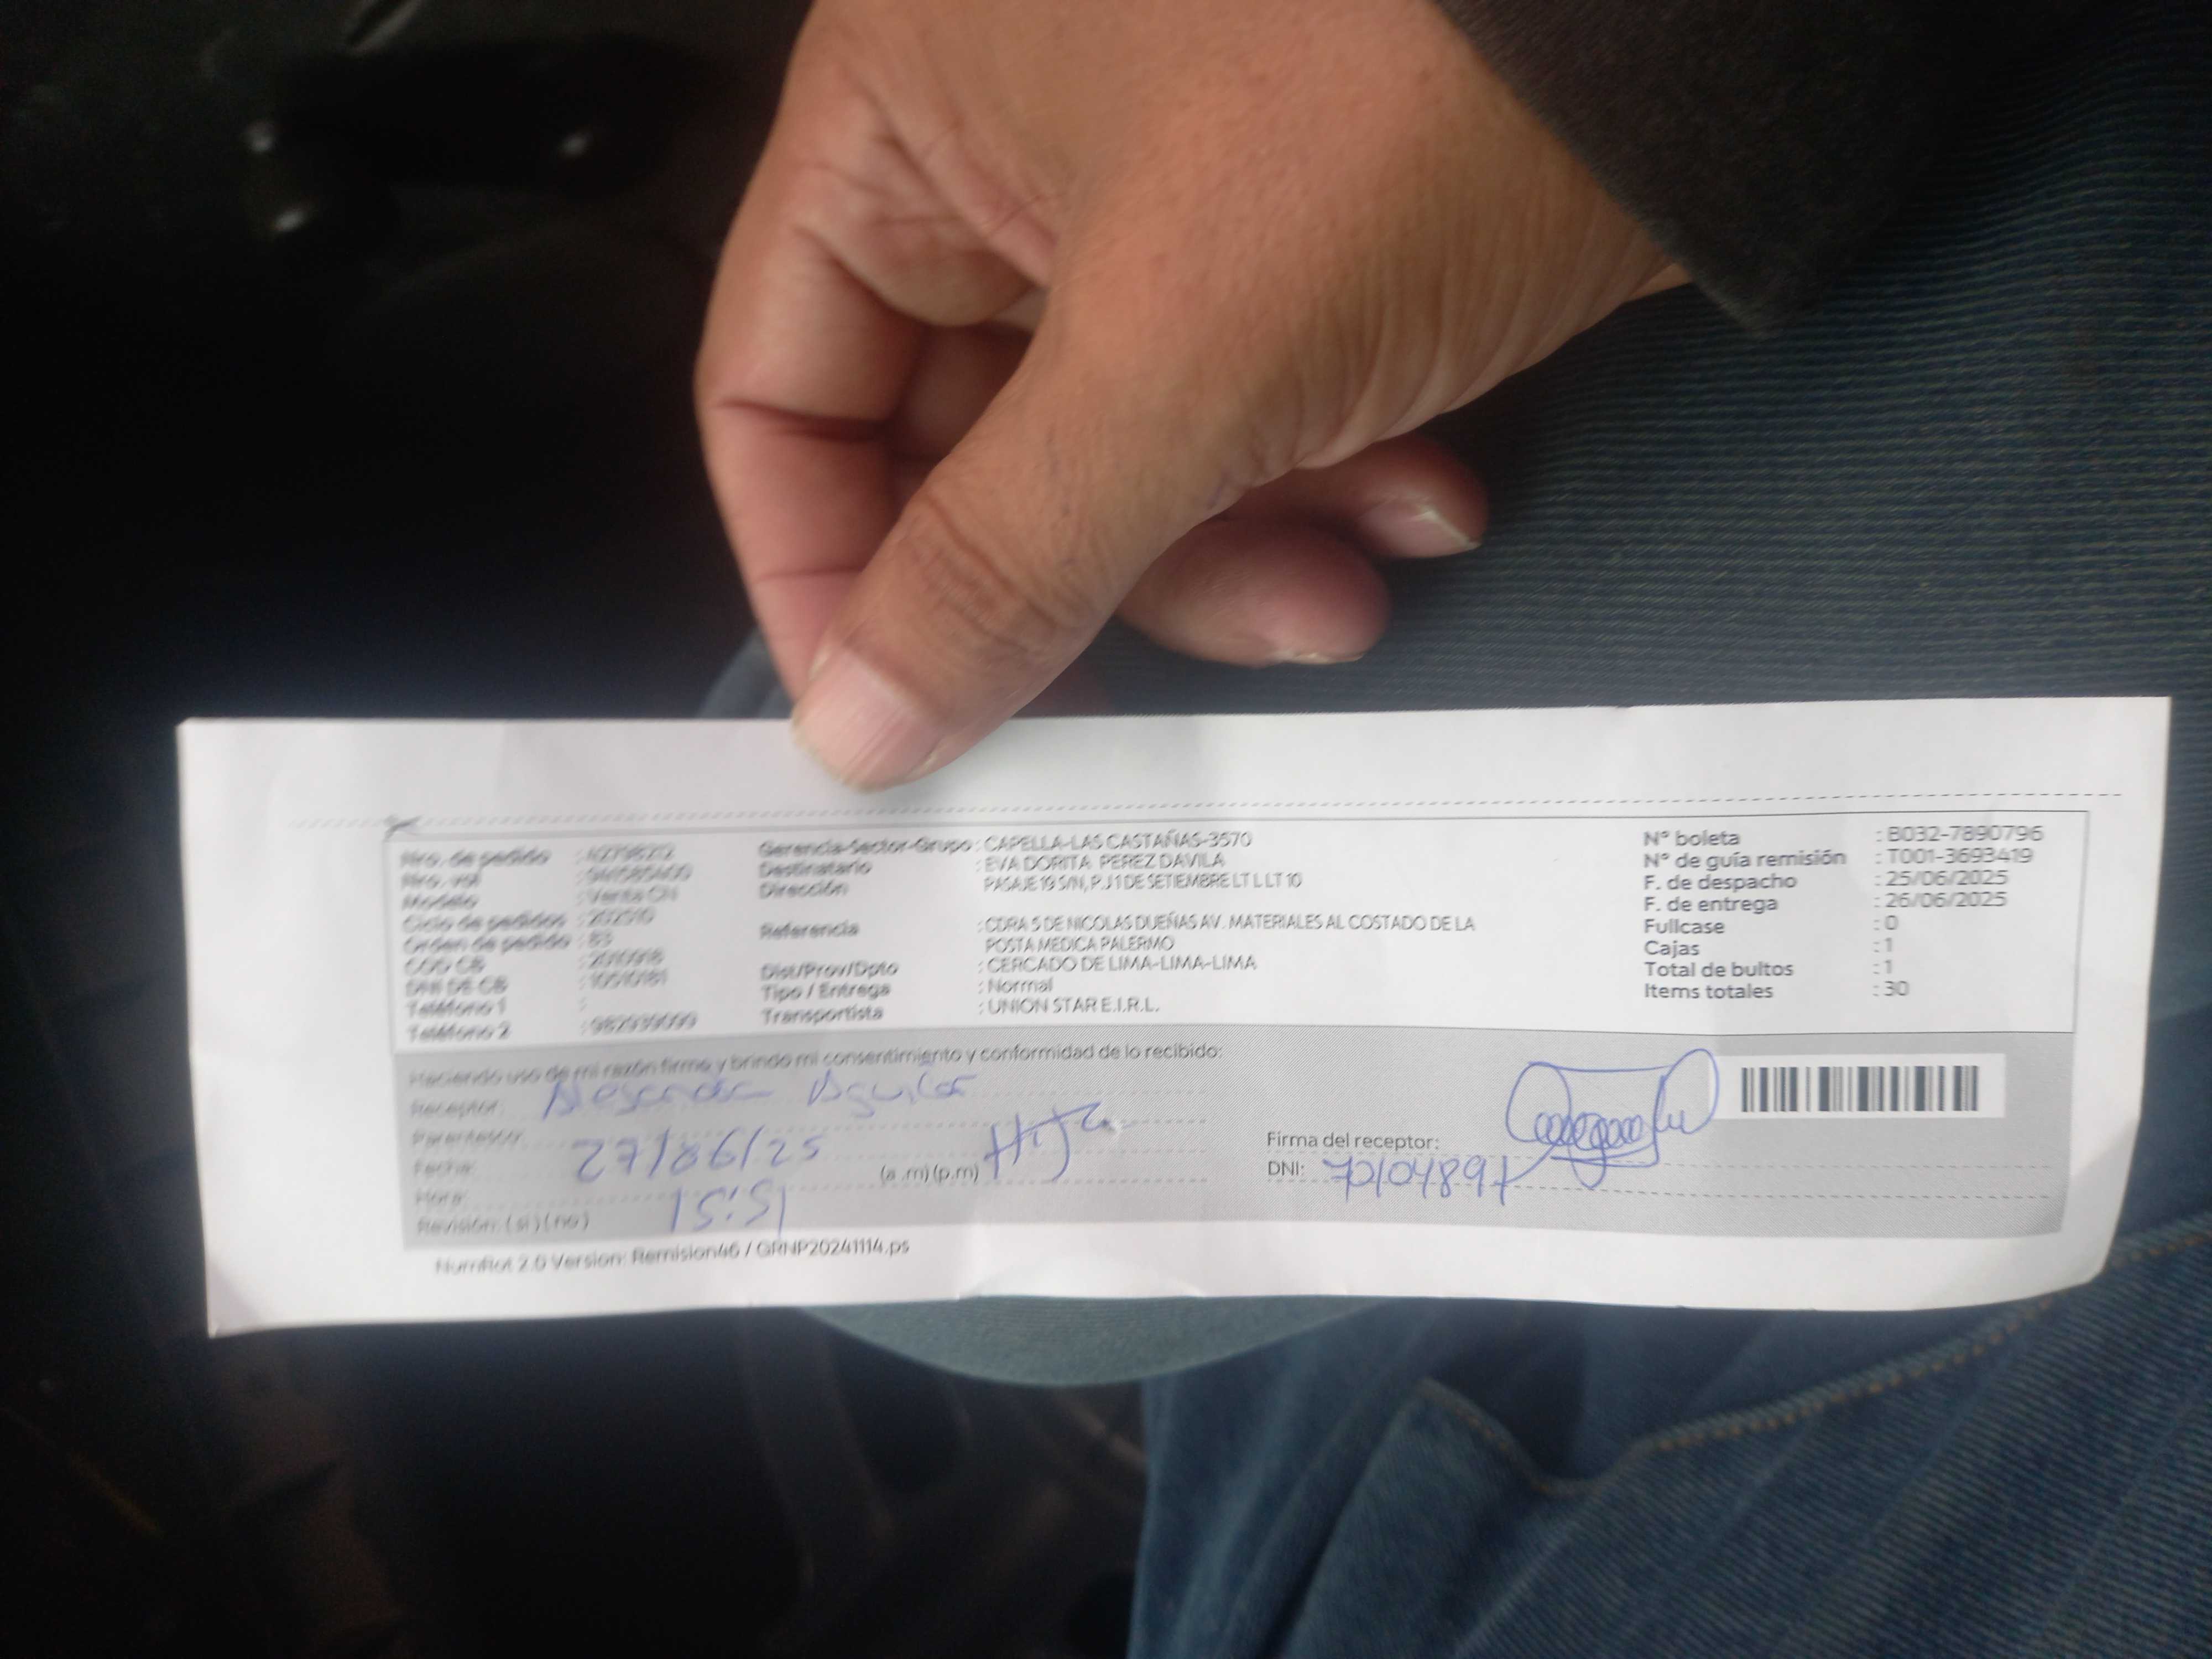 Nro. de pedido
Nro. vol
Modelo : Venta CN
Ciclo de pedidos : 202510
Orden de pedido : 83
COD CB
DNI DE CB
Teléfono 1 :
Teléfono 2
Gerencia-Sector-Grupo : CAPELLA-LAS CASTAÑAS-3570
Destinatario : EVA DORITA PEREZ DAVILA
Dirección PASAJE 19 S/N, P.J 1 DE SETIEMBRE LT L LT 10
Referencia : CDRA 5 DE NICOLAS DUEÑAS AV. MATERIALES AL COSTADO DE LA
POSTA MEDICA PALERMO
Dist/Prov/Dpto : CERCADO DE LIMA-LIMA-LIMA
Tipo / Entrega : Normal
Transportista : UNION STAR E.I.R.L.
N° boleta : B032-7890796
N° de guía remisión : T001-3693419
F. de despacho : 25/06/2025
F. de entrega : 26/06/2025
Fullcase : 0
Cajas : 1
Total de bultos : 1
Items totales : 30
Haciendo uso de mi razón firmo y brindo mi consentimiento y conformidad de lo recibido:
Receptor: Aguilar
Parentesco:
Fecha: 27/06/25
Hora: 15:51 (a .m) (p.m) Hija
Revisión: ( si ) ( no )
Firma del receptor:
DNI: 70104897
NumRot 2.0 Version: Remision46 / GRNP20241114.ps